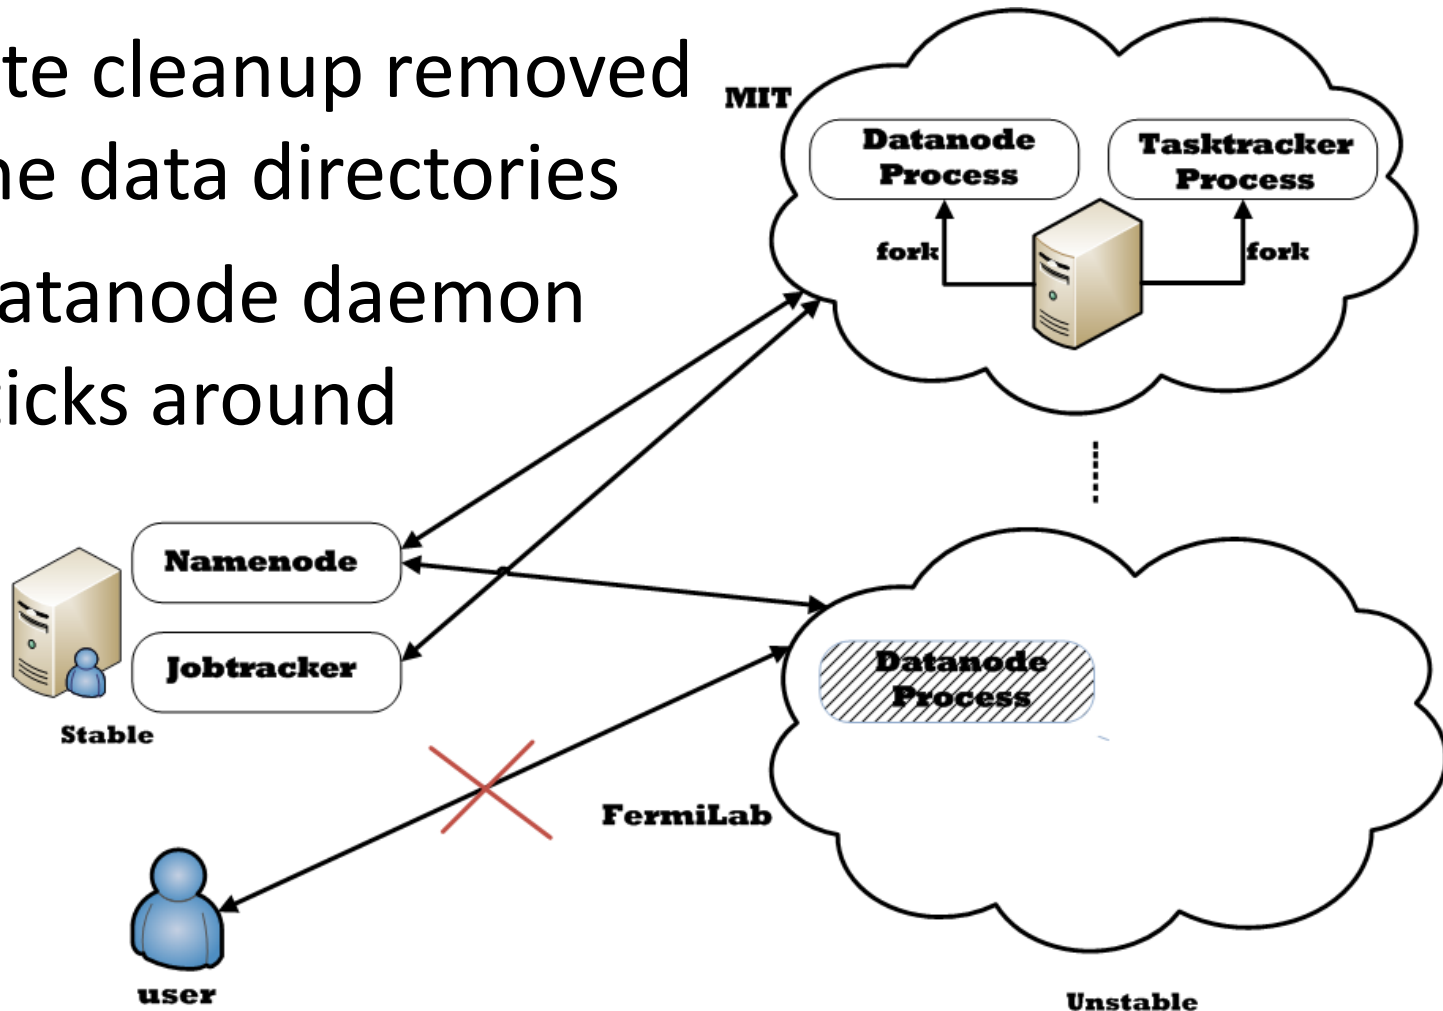 te cleanup removed
ne data directories
atanode daemon
ticks around
MIT
Datanode
Process
Tasktracker
Process
fork
fork
Namenode
Jobtracker
Stable
Datanode
Process
FermiLab
user
Unstable